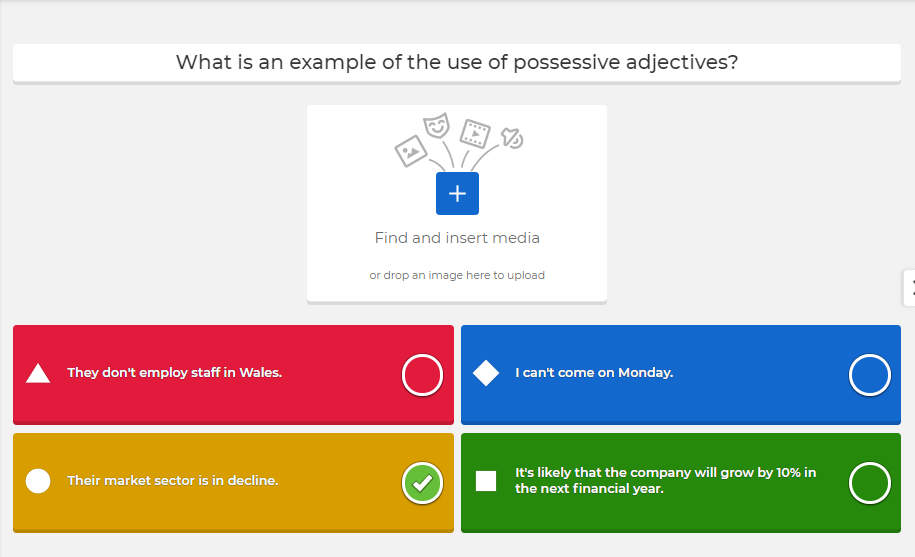 What is an example of the use of possessive adjectives?
Find and insert media
or drop an image here to upload
They don't employ staff in Wales.
I can't come on Monday.
Their market sector is in decline.
It's likely that the company will grow by 10% in
the next financial year.